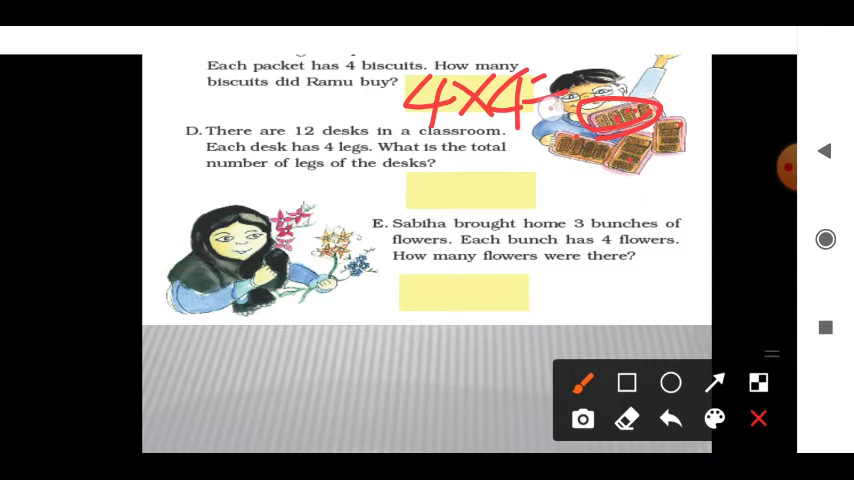 Each packet has 4 biscuits. How many
biscuits did Ramu buy?
4×4=
D. There are 12 desks in a classroom.
Each desk has 4 legs. What is the total
number of legs of the desks?
E. Sabiha brought home 3 bunches of
flowers. Each bunch has 4 flowers.
How many flowers were there?